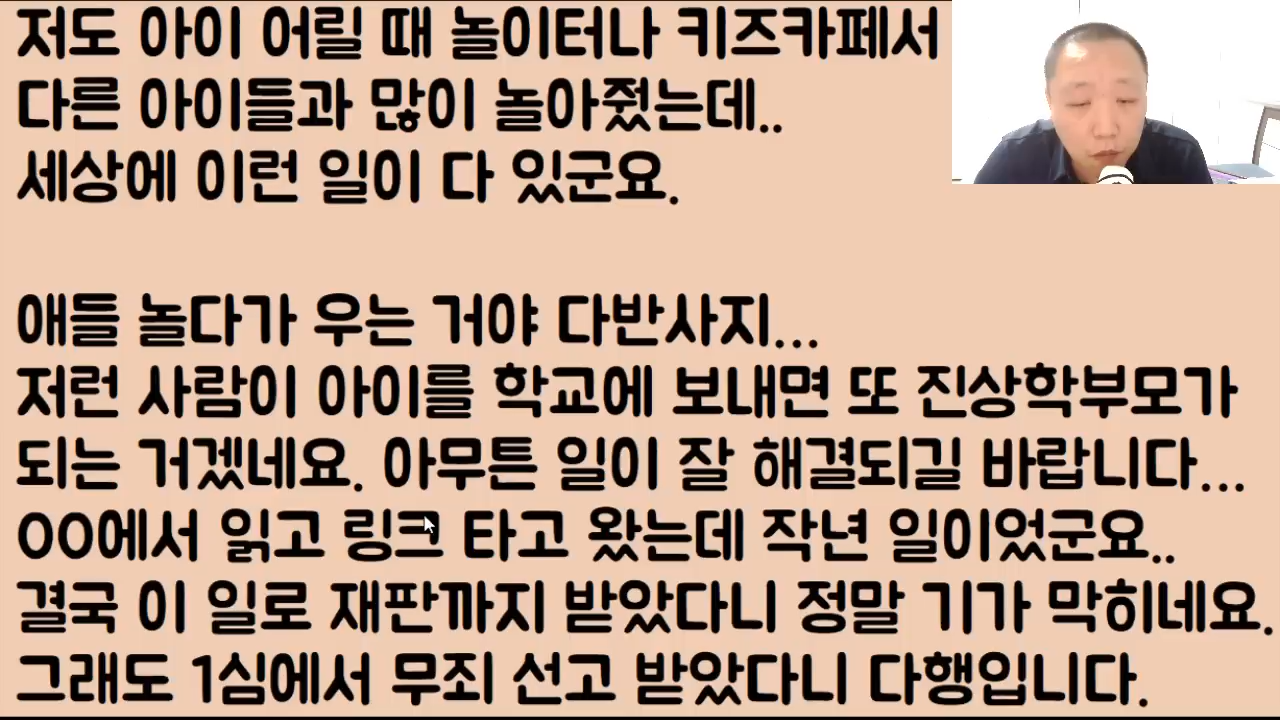 저도 아이 어릴 때 놀이터나 키즈카페서
다른 아이들과 많이 놀아줬는데..
세상에 이런 일이 다 있군요.
애들 놀다가 우는 거야 다반사지...
저런 사람이 아이를 학교에 보내면 또 진상학부모가
되는 거겠네요. 아무튼 일이 잘 해결되길 바랍니다...
OO에서 읽고 링크 타고 왔는데 작년 일이었군요..
결국 이 일로 재판까지 받았다니 정말 기가 막히네요.
그래도 1심에서 무죄 선고 받았다니 다행입니다.